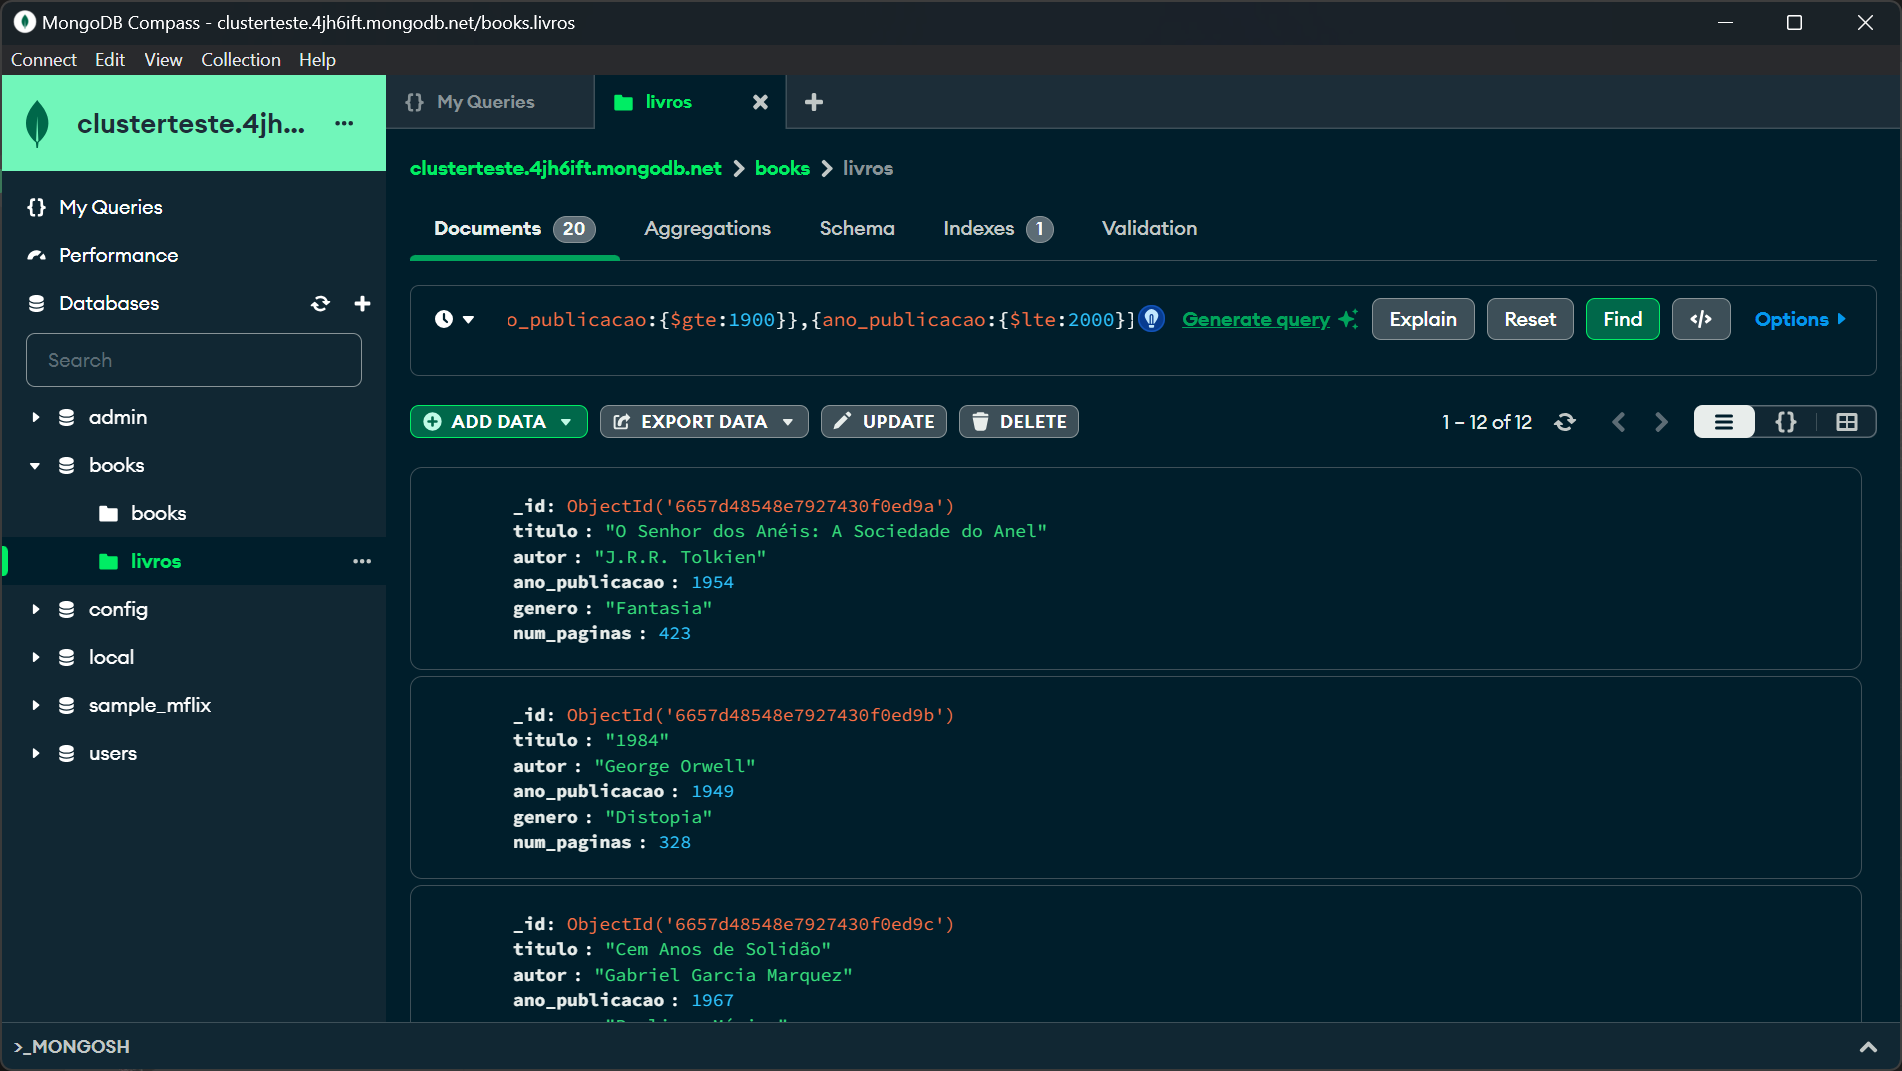 MongoDB Compass - clusterteste.4jh6ift.mongodb.net/books.livros
Connect Edit View Collection Help
clusterteste.4jh...
My Queries
Performance
Databases
Search
admin
books
books
livros
config
local
sample_mflix
users
My Queries
livros
clusterteste.4jh6ift.mongodb.net > books > livros
Documents 20 Aggregations Schema Indexes 1 Validation
o_publicacao:{$gte:1900}},{ano_publicacao:{$lte:2000}}] Generate query Explain Reset Find </> Options
ADD DATA EXPORT DATA UPDATE DELETE 1 – 12 of 12 {}
_id: ObjectId('6657d48548e7927430f0ed9a')
titulo : "O Senhor dos Anéis: A Sociedade do Anel"
autor : "J.R.R. Tolkien"
ano_publicacao : 1954
genero : "Fantasia"
num_paginas : 423
_id: ObjectId('6657d48548e7927430f0ed9b')
titulo : "1984"
autor : "George Orwell"
ano_publicacao : 1949
genero : "Distopia"
num_paginas : 328
_id: ObjectId('6657d48548e7927430f0ed9c')
titulo : "Cem Anos de Solidão"
autor : "Gabriel Garcia Marquez"
ano_publicacao : 1967
>_MONGOSH